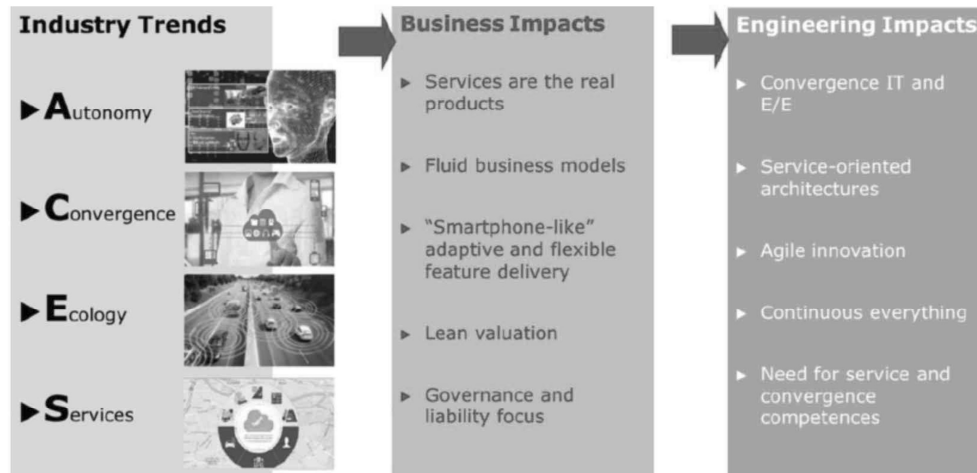 Industry Trends
▶Autonomy
▶Convergence
▶Ecology
▶Services
Business Impacts
▶ Services are the real
products
▶ Fluid business models
▶ “Smartphone-like”
adaptive and flexible
feature delivery
▶ Lean valuation
▶ Governance and
liability focus
Engineering Impacts
▶ Convergence IT and
E/E
▶ Service-oriented
architectures
▶ Agile innovation
▶ Continuous everything
▶ Need for service and
convergence
competences